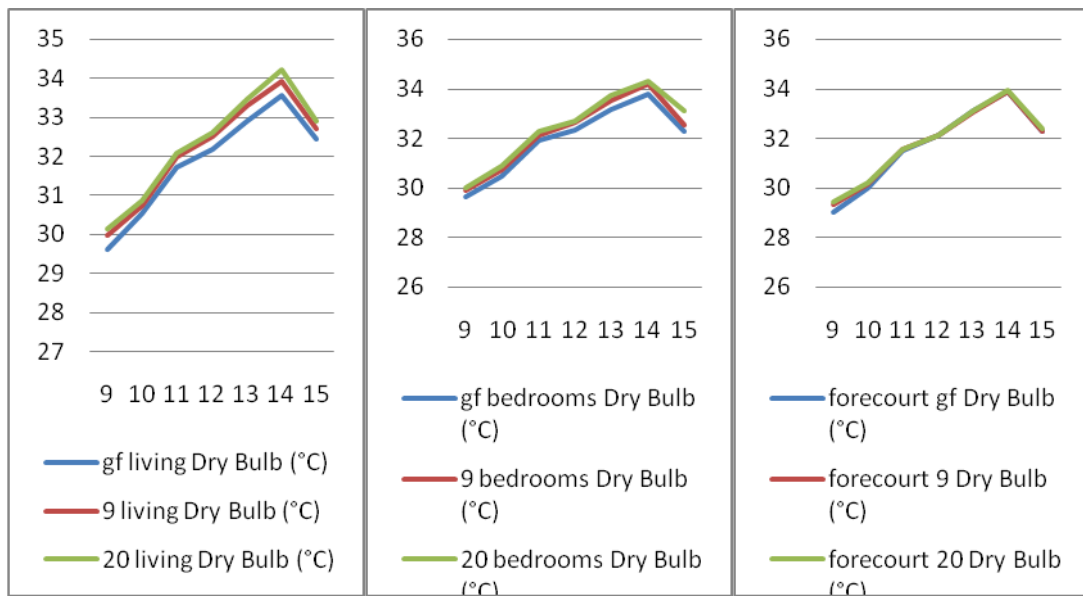 35
34
33
32
31
30
29
28
27
9 10 11 12 13 14 15
gf living Dry Bulb (°C)
9 living Dry Bulb (°C)
20 living Dry Bulb (°C)
36
34
32
30
28
26
9 10 11 12 13 14 15
gf bedrooms Dry Bulb
(°C)
9 bedrooms Dry Bulb
(°C)
20 bedrooms Dry Bulb
(°C)
36
34
32
30
28
26
9 10 11 12 13 14 15
forecourt gf Dry Bulb
(°C)
forecourt 9 Dry Bulb
(°C)
forecourt 20 Dry Bulb
(°C)